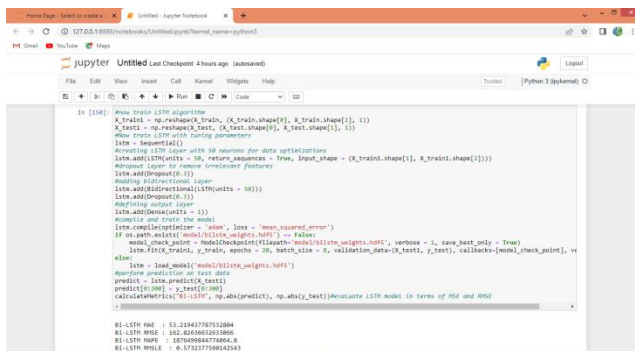 Home Page - Select or create a
Untitled - Jupyter Notebook
127.0.0.1:8888/notebooks/Untitled.ipynb?kernel_name=python3
Gmail YouTube Maps
jupyter Untitled Last Checkpoint: 4 hours ago (autosaved)
Logout
File Edit View Insert Cell Kernel Widgets Help
Trusted Python 3 (ipykernel)
Run Code
In [150]: #now train LSTM algorithm
X_train1 = np.reshape(X_train, (X_train.shape[0], X_train.shape[1], 1))
X_test1 = np.reshape(X_test, (X_test.shape[0], X_test.shape[1], 1))
#Now train LSTM with tuning parameters
lstm = Sequential()
#creating LSTM layer with 50 neurons for data optimizations
lstm.add(LSTM(units = 50, return_sequences = True, input_shape = (X_train1.shape[1], X_train1.shape[2])))
#dropout layer to remove irrelevant features
lstm.add(Dropout(0.3))
#adding bidirectional layer
lstm.add(Bidirectional(LSTM(units = 50)))
lstm.add(Dropout(0.3))
#defining output layer
lstm.add(Dense(units = 1))
#compile and train the model
lstm.compile(optimizer = 'adam', loss = 'mean_squared_error')
if os.path.exists('model/bilstm_weights.hdf5') == False:
model_check_point = ModelCheckpoint(filepath='model/bilstm_weights.hdf5', verbose = 1, save_best_only = True)
lstm.fit(X_train1, y_train, epochs = 20, batch_size = 8, validation_data=(X_test1, y_test), callbacks=[model_check_point], ve
else:
lstm = load_model('model/bilstm_weights.hdf5')
#perform prediction on test data
predict = lstm.predict(X_test1)
predict[0:300] = y_test[0:300]
calculateMetrics("BI-LSTM", np.abs(predict), np.abs(y_test))#evaluate LSTM model in terms of MSE and RMSE
BI-LSTM MAE : 53.219437787532804
BI-LSTM RMSE : 162.82636632633066
BI-LSTM MAPE : 1876499844774064.8
BI-LSTM RMSLE : 0.5732377560142543